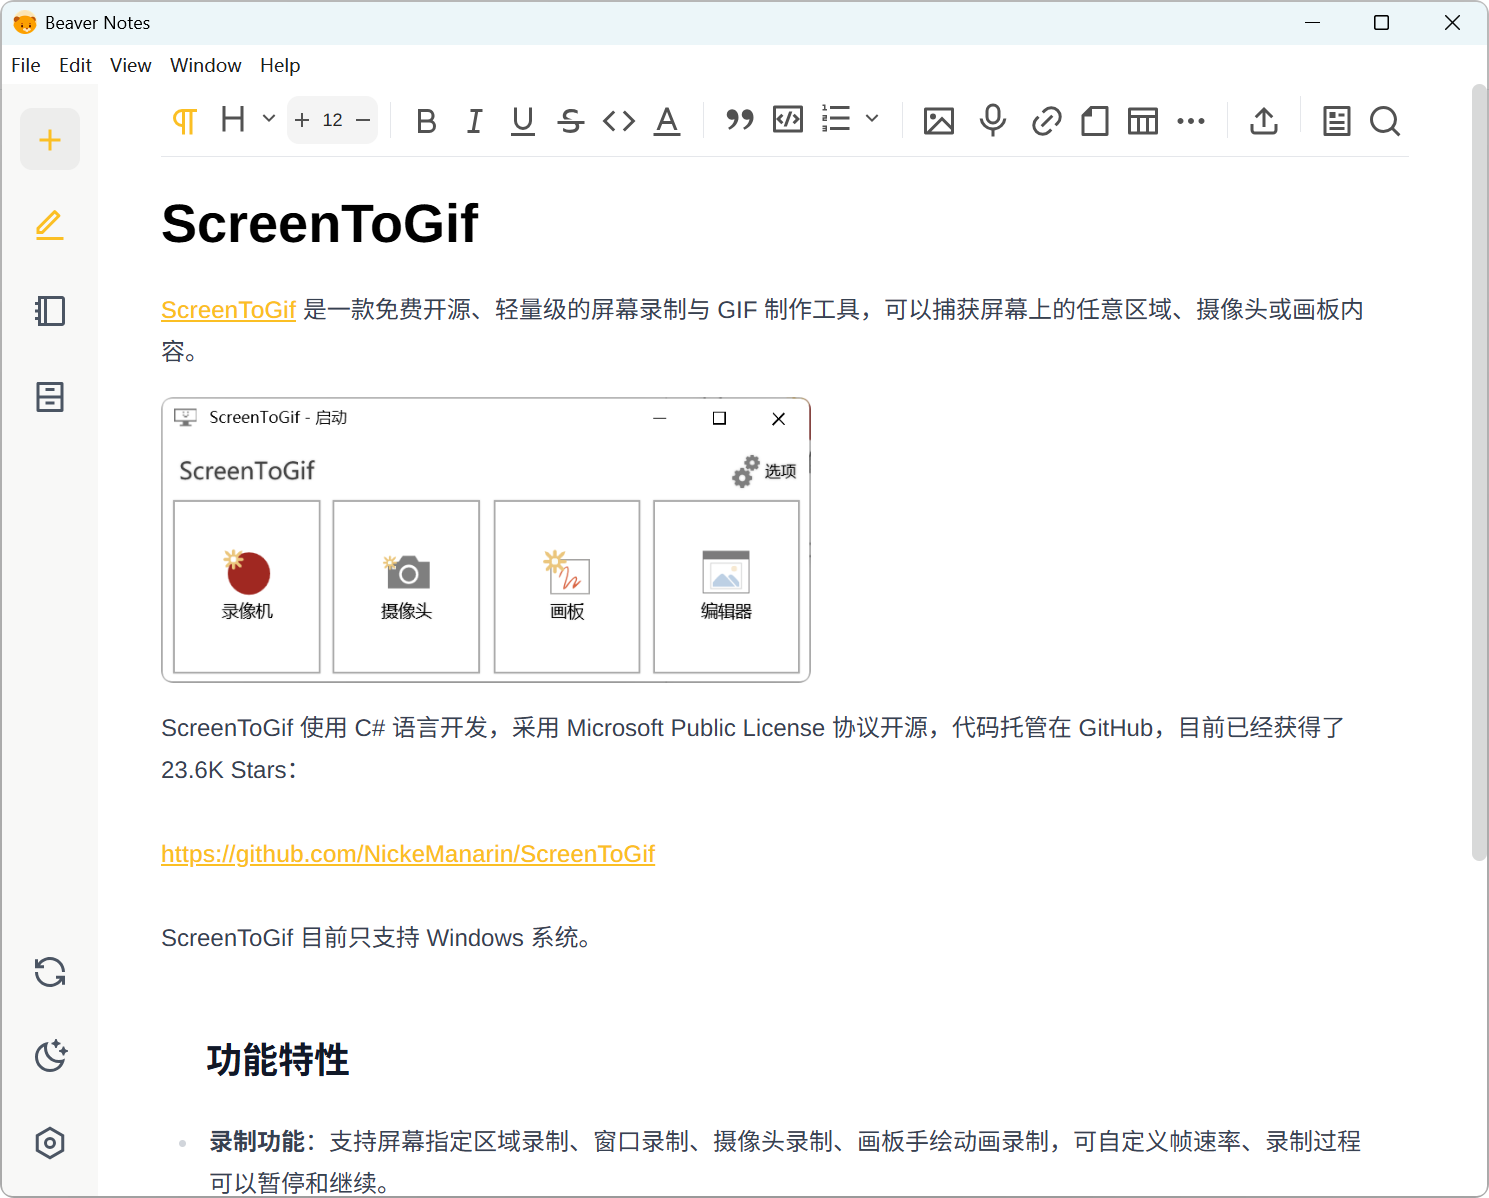 Beaver Notes
File Edit View Window Help
H 12 B I U S A
ScreenToGif
ScreenToGif 是一款免费开源、轻量级的屏幕录制与 GIF 制作工具，可以捕获屏幕上的任意区域、摄像头或画板内
容。
ScreenToGif - 启动
ScreenToGif 选项
录像机 摄像头 画板 编辑器
ScreenToGif 使用 C# 语言开发，采用 Microsoft Public License 协议开源，代码托管在 GitHub，目前已经获得了
23.6K Stars：
https://github.com/NickeManarin/ScreenToGif
ScreenToGif 目前只支持 Windows 系统。
功能特性
录制功能：支持屏幕指定区域录制、窗口录制、摄像头录制、画板手绘动画录制，可自定义帧速率、录制过程
可以暂停和继续。